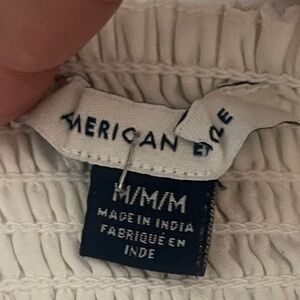 AMERICAN
M/M/M
MADE IN INDIA
FABRIQUÉ EN
INDE